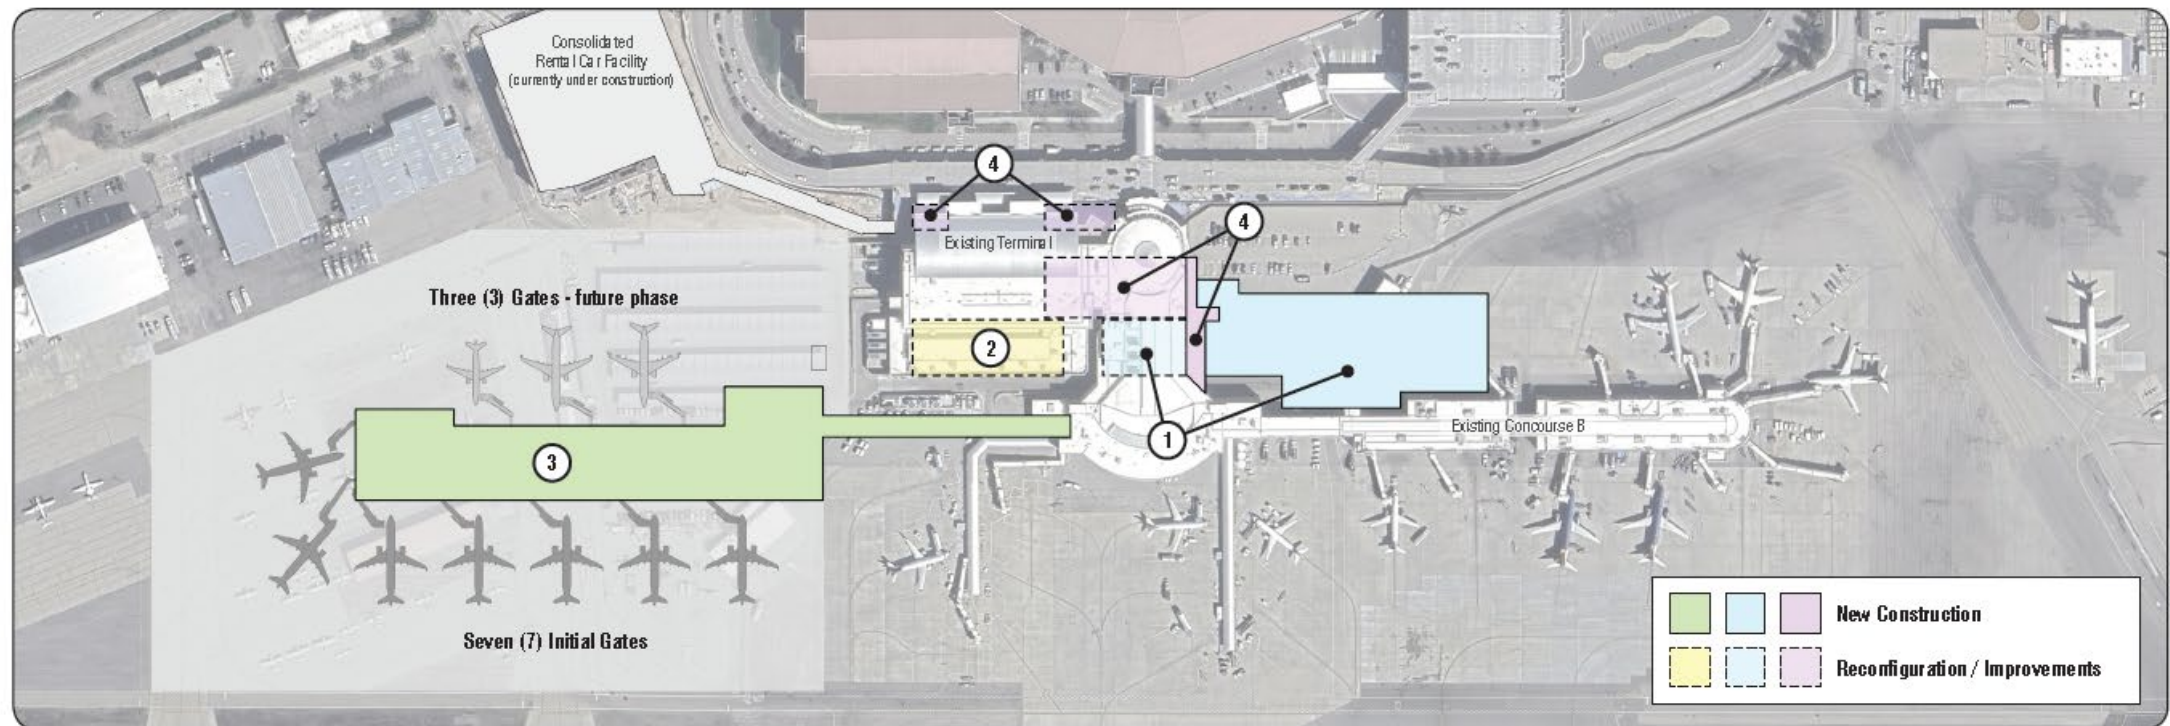 Consolidated
Rental Car Facility
(currently under construction)
4
4
Existing Terminal
Three (3) Gates - future phase
2
1
Existing Concourse B
3
Seven (7) Initial Gates
New Construction
Reconfiguration / Improvements